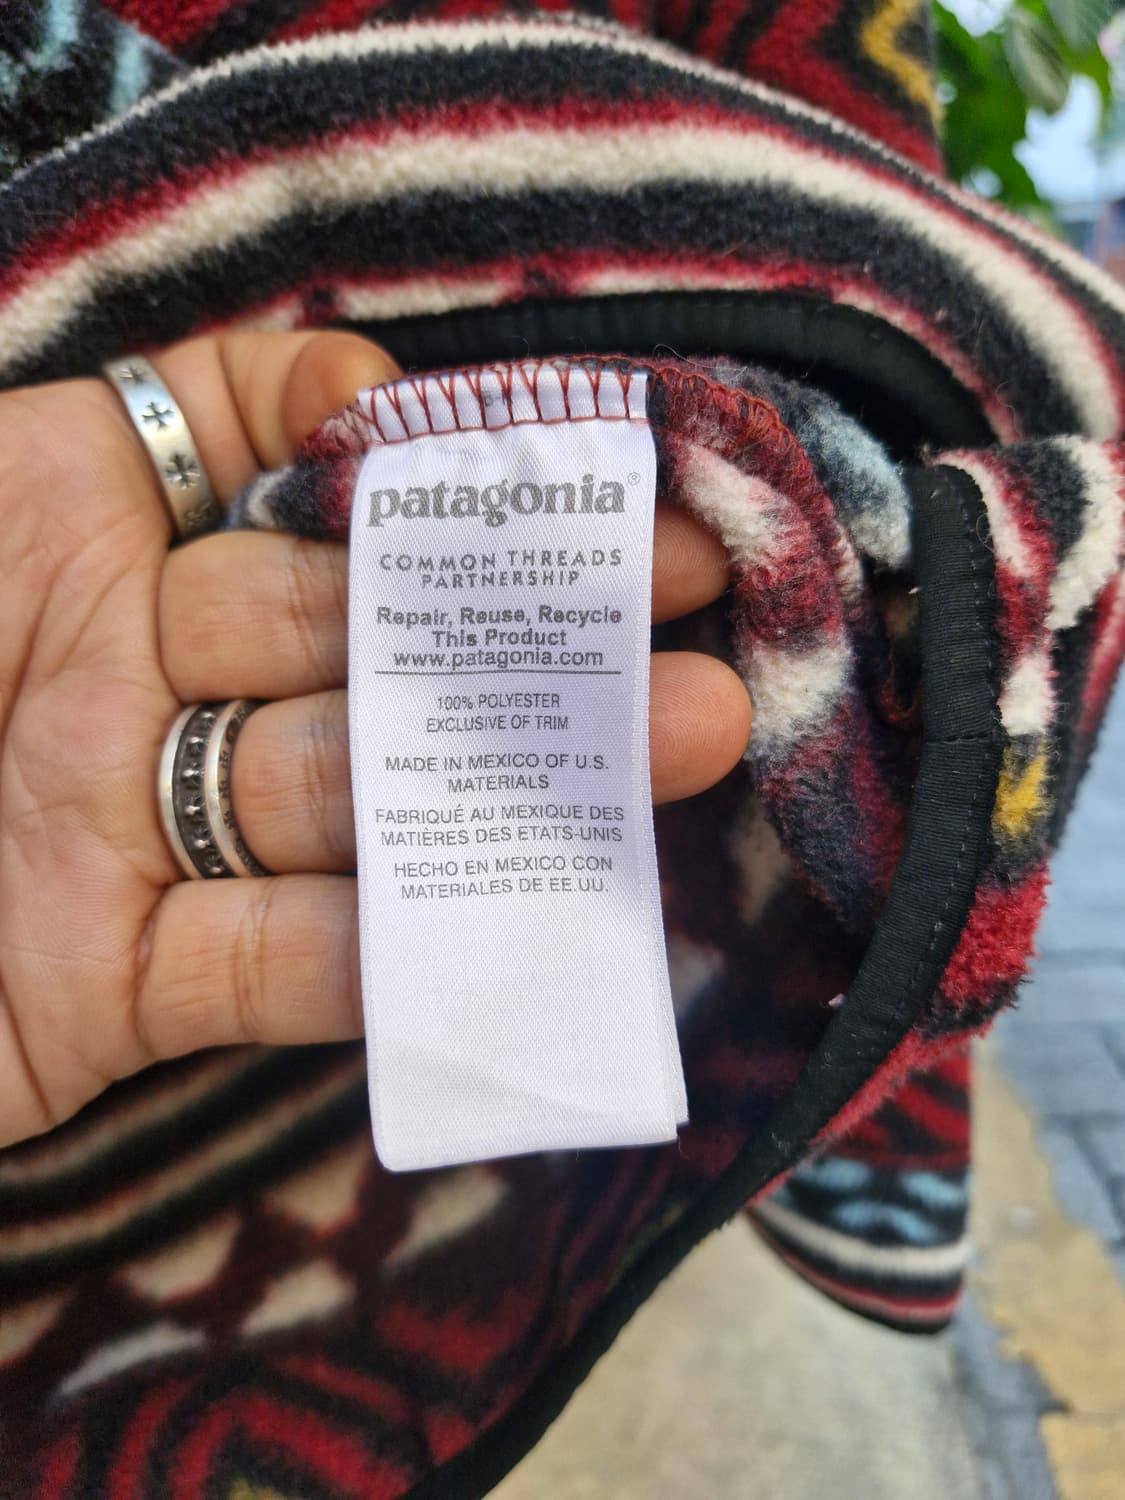 patagonia®
COMMON THREADS
PARTNERSHIP
Repair, Reuse, Recycle
This Product
www.patagonia.com
100% POLYESTER
EXCLUSIVE OF TRIM
MADE IN MEXICO OF U.S.
MATERIALS
FABRIQUÉ AU MEXIQUE DES
MATIÈRES DES ETATS-UNIS
HECHO EN MEXICO CON
MATERIALES DE EE.UU.